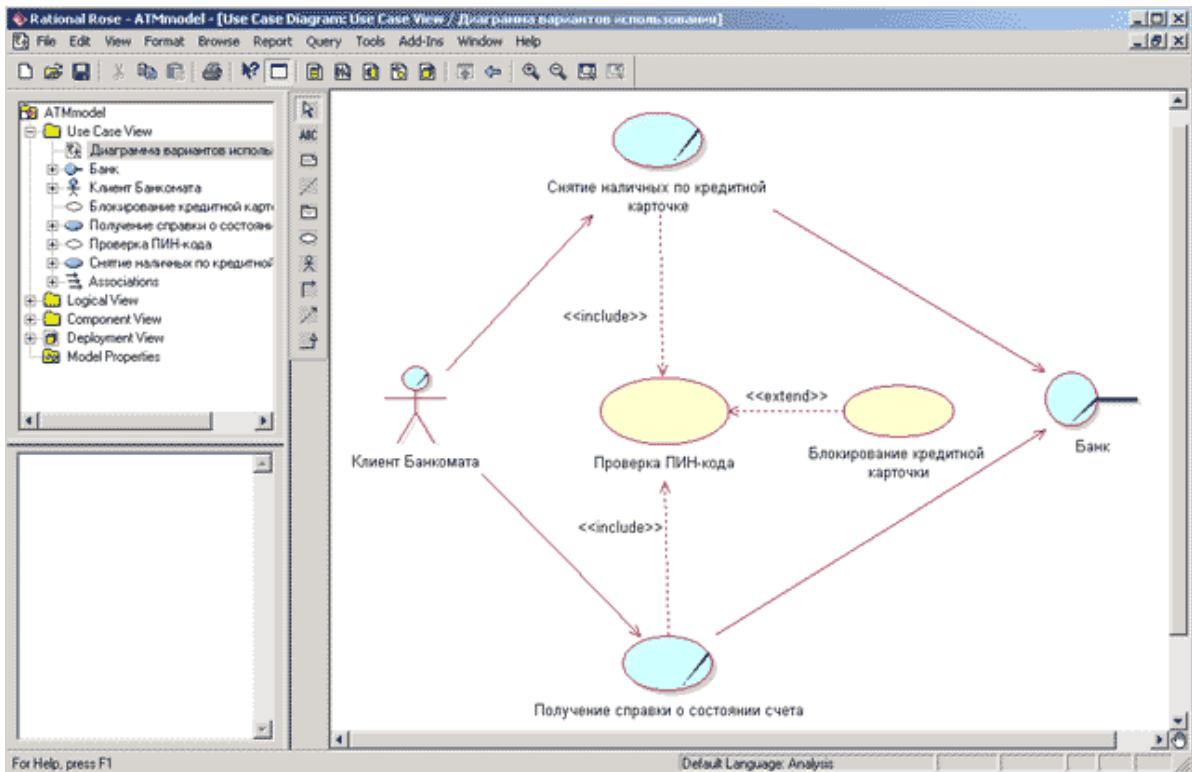 Rational Rose - ATMmodel - [Use Case Diagram: Use Case View / Диаграмма вариантов использования]
File Edit View Format Browse Report Query Tools Add-Ins Window Help
ATMmodel
Use Case View
Диаграмма вариантов исполь
Банк
Клиент Банкомата
Блокирование кредитной карто
Получение справки о состояни
Проверка ПИН-кода
Снятие наличных по кредитной
Associations
Logical View
Component View
Deployment View
Model Properties
ABC
Снятие наличных по кредитной
карточке
<<include>>
<<extend>>
Клиент Банкомата
Проверка ПИН-кода
Блокирование кредитной
карточки
Банк
<<include>>
Получение справки о состоянии счета
For Help, press F1
Default Language: Analysis